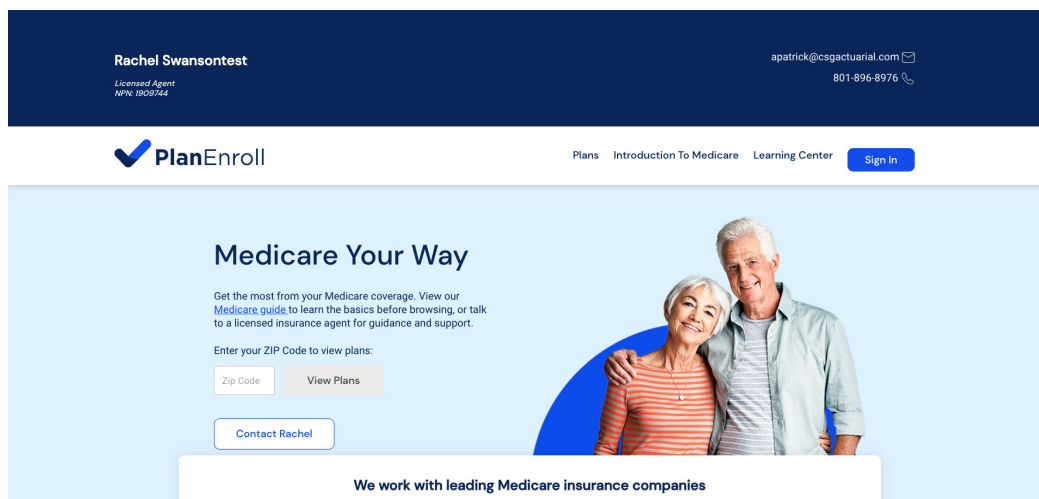 Rachel Swansontest
Licensed Agent
NPN: 1909744
apatrick@csgactuarial.com
801-896-8976
PlanEnroll
Plans Introduction To Medicare Learning Center Sign In
Medicare Your Way
Get the most from your Medicare coverage. View our
Medicare guide to learn the basics before browsing, or talk
to a licensed insurance agent for guidance and support.
Enter your ZIP Code to view plans:
Zip Code View Plans
Contact Rachel
We work with leading Medicare insurance companies